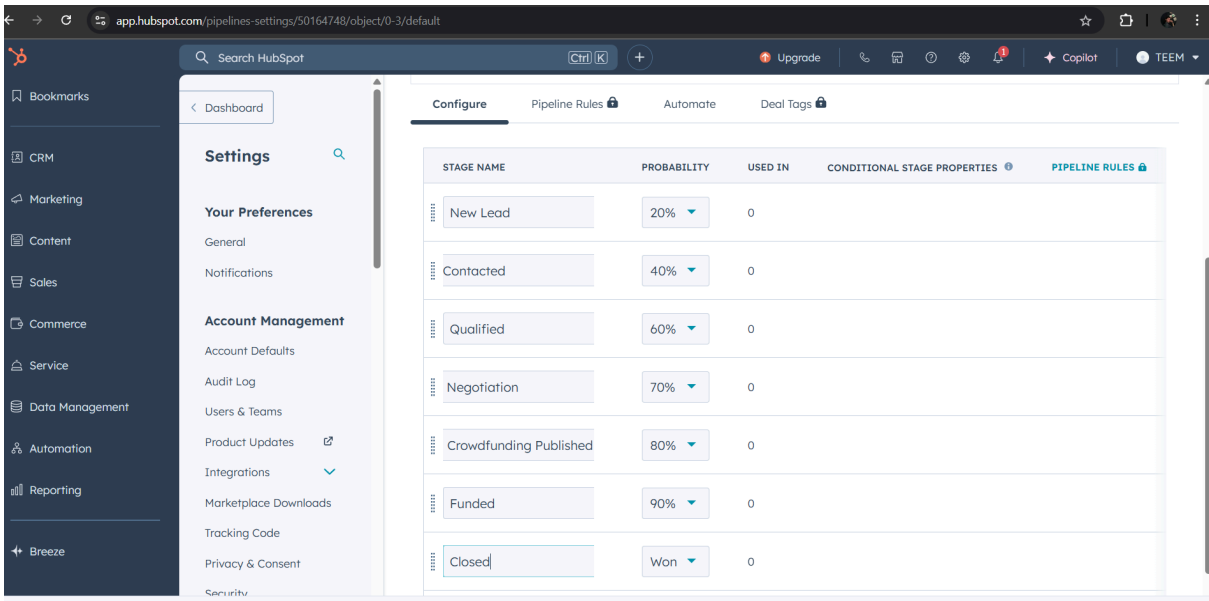 app.hubspot.com/pipelines-settings/50164748/object/0-3/default
Search HubSpot
Ctrl K
Upgrade
1
Copilot
TEEM
Bookmarks
CRM
Marketing
Content
Sales
Commerce
Service
Data Management
Automation
Reporting
Breeze
Dashboard
Settings
Your Preferences
General
Notifications
Account Management
Account Defaults
Audit Log
Users & Teams
Product Updates
Integrations
Marketplace Downloads
Tracking Code
Privacy & Consent
Security
Configure Pipeline Rules Automate Deal Tags
STAGE NAME PROBABILITY USED IN CONDITIONAL STAGE PROPERTIES PIPELINE RULES
New Lead 20% 0
Contacted 40% 0
Qualified 60% 0
Negotiation 70% 0
Crowdfunding Published 80% 0
Funded 90% 0
Closed Won 0